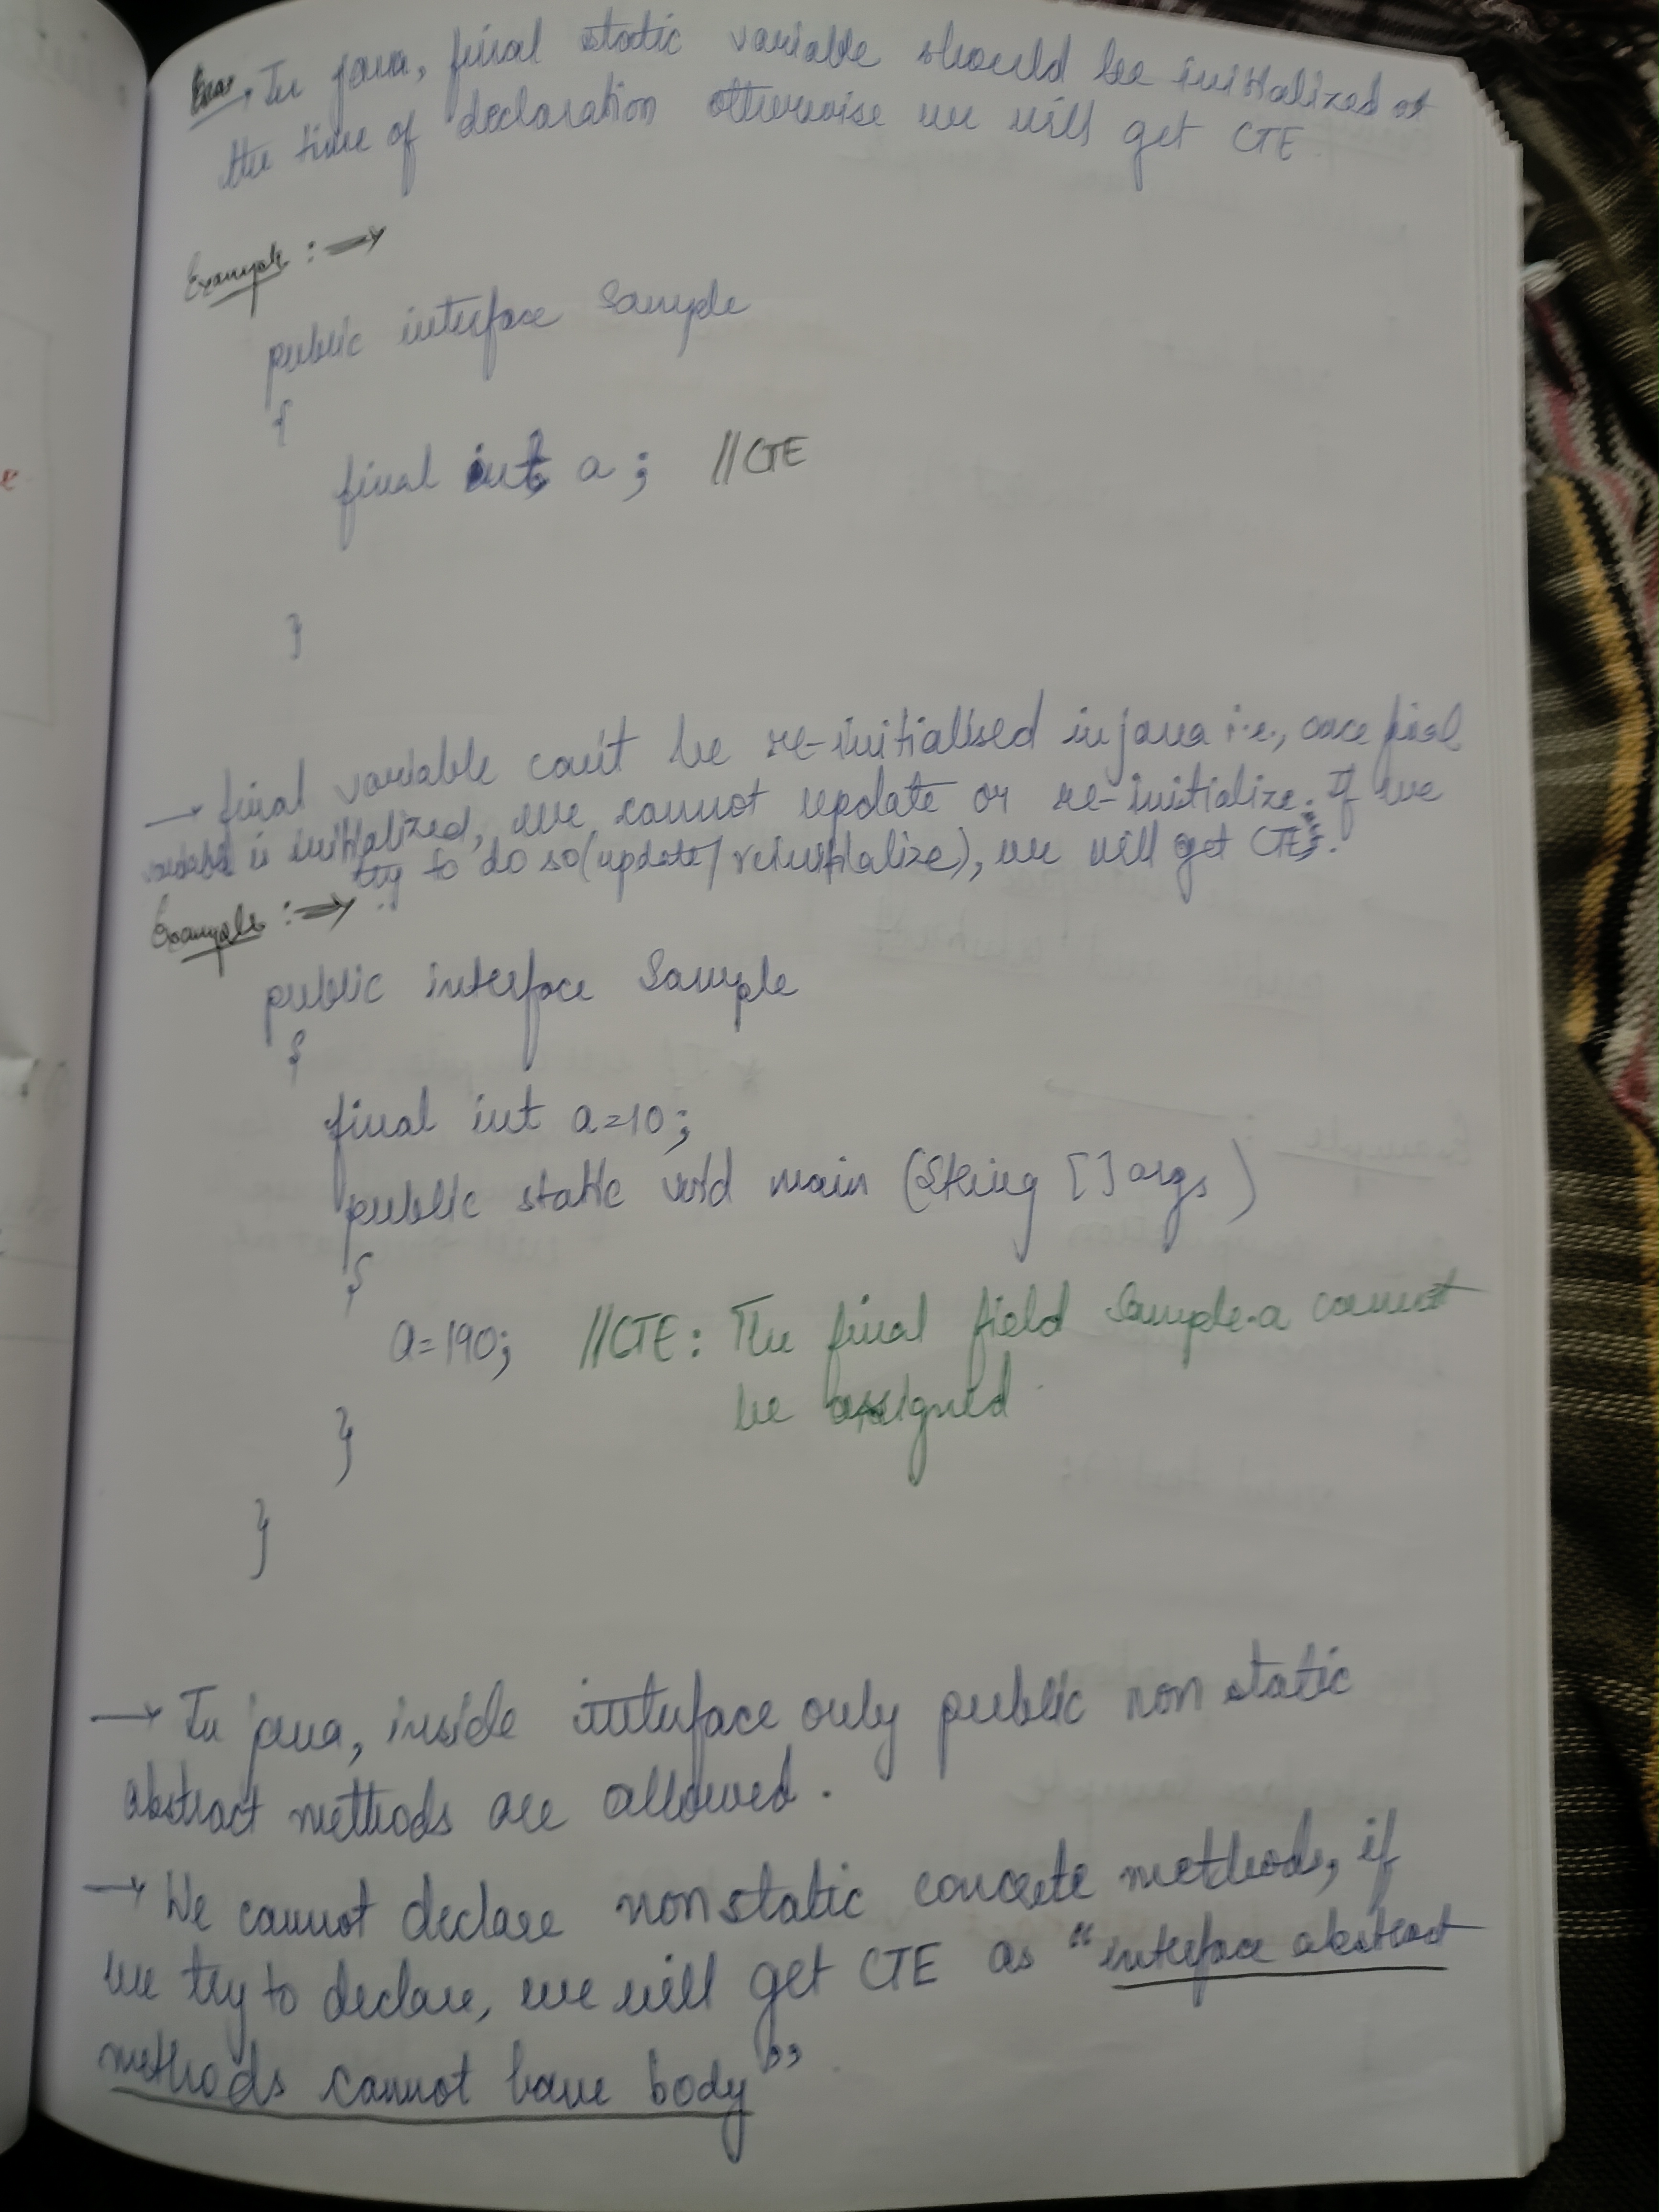 → In java, final static variable should be initialized at
the time of declaration otherwise we will get CTE.
Example :⇒
public interface Sample
{
final int a ; //CTE
}
→ final variable can't be re-initialised in java i.e., once final
variable is initialized, we cannot update or re-initialize. If we
try to do so(update/reinitialize), we will get CTE.
Example :⇒
public interface Sample
{
final int a=10;
public static void main (String [] args)
{
a=190; //CTE: The final field Sample.a cannot
be assigned
}
}
→ In java, inside interface only public non static
abstract methods are allowed.
→ We cannot declare non static concrete methods, if
we try to declare, we will get CTE as "interface abstract
methods cannot have body"